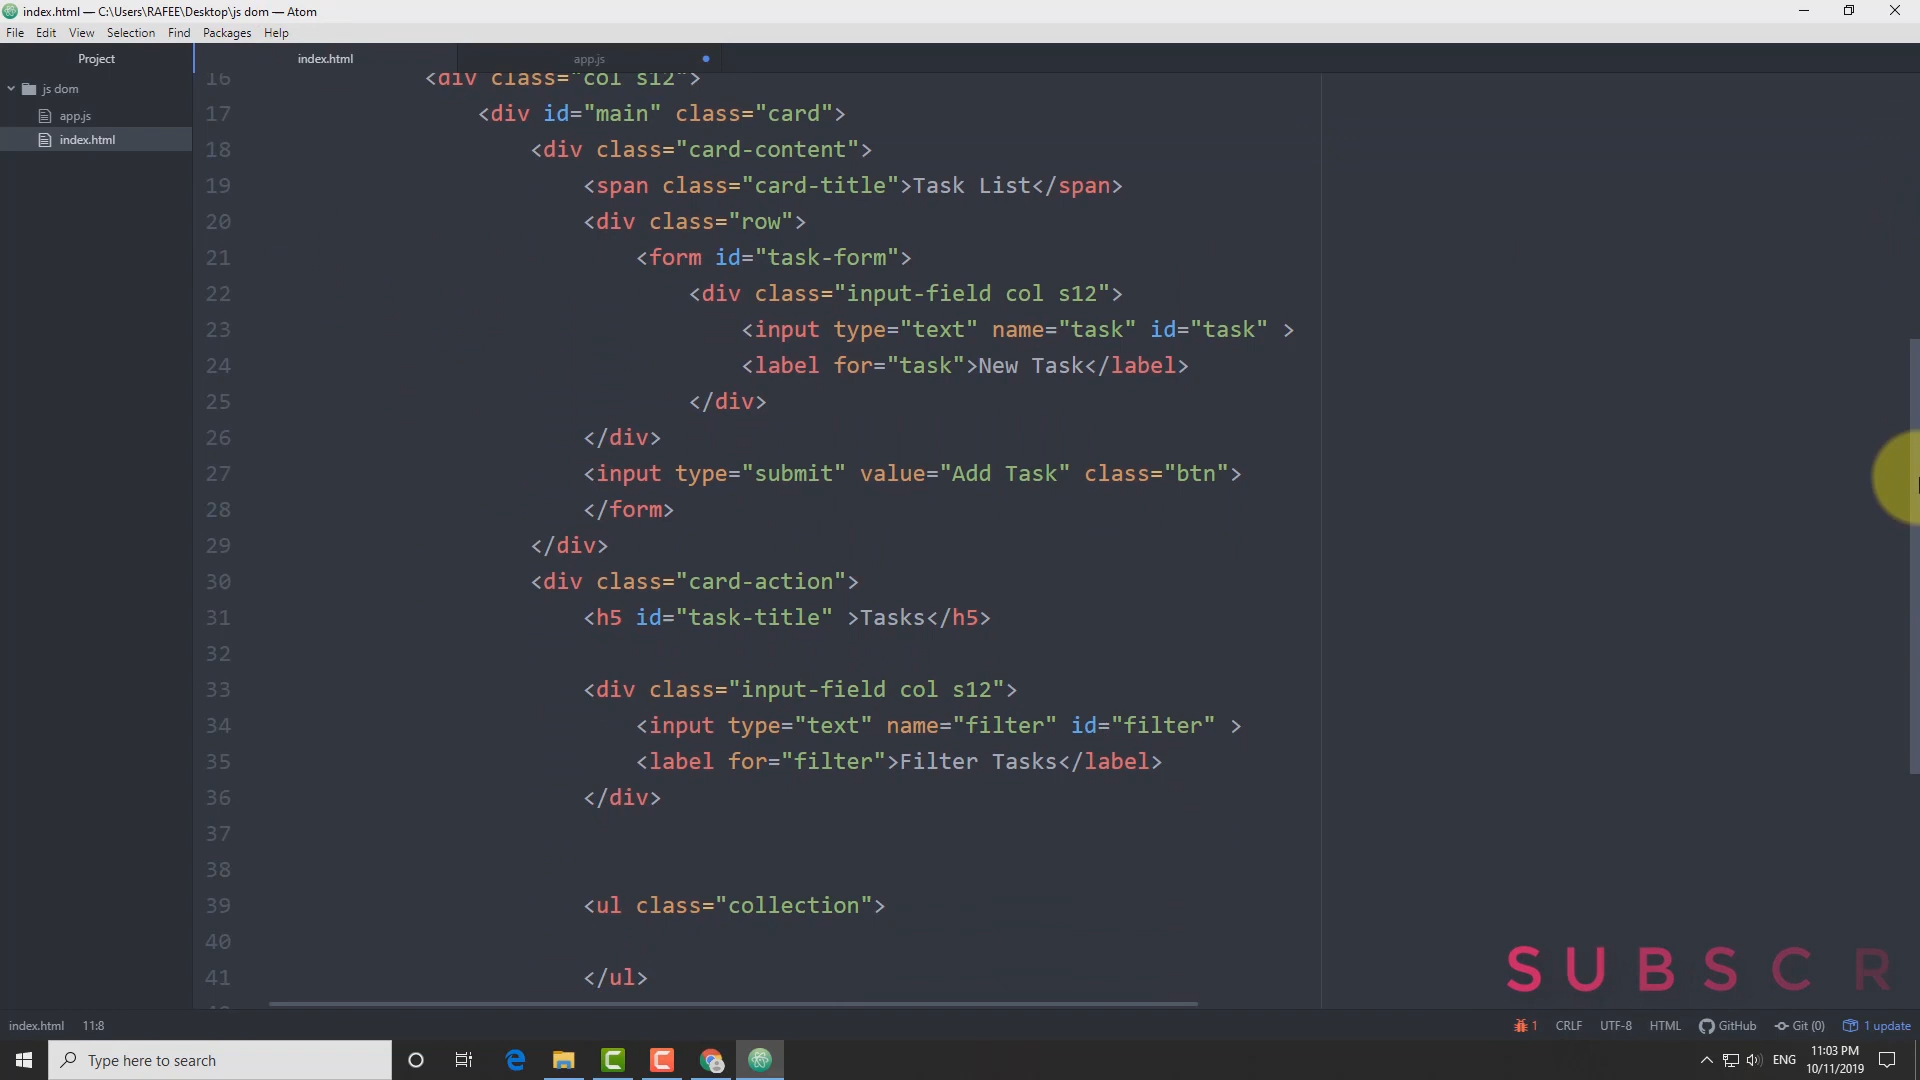 index.html — C:\Users\RAFEE\Desktop\js dom — Atom
File Edit View Selection Find Packages Help
Project
index.html
app.js
js dom
app.js
index.html
16 <div class="col s12">
17 <div id="main" class="card">
18 <div class="card-content">
19 <span class="card-title">Task List</span>
20 <div class="row">
21 <form id="task-form">
22 <div class="input-field col s12">
23 <input type="text" name="task" id="task" >
24 <label for="task">New Task</label>
25 </div>
26 </div>
27 <input type="submit" value="Add Task" class="btn">
28 </form>
29 </div>
30 <div class="card-action">
31 <h5 id="task-title" >Tasks</h5>
32
33 <div class="input-field col s12">
34 <input type="text" name="filter" id="filter" >
35 <label for="filter">Filter Tasks</label>
36 </div>
37
38
39 <ul class="collection">
40
41 </ul>
SUBSCR
index.html 11:8
1 CRLF UTF-8 HTML GitHub Git (0) 1 update
Type here to search
ENG
11:03 PM
10/11/2019